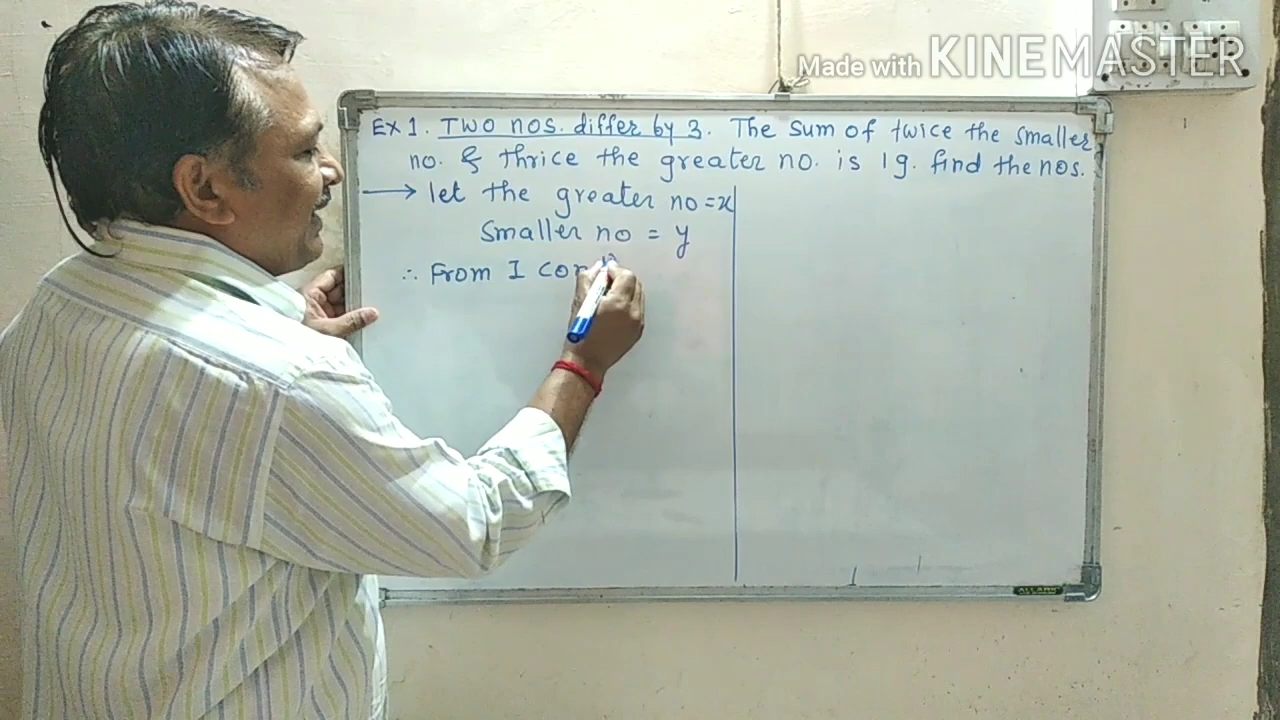 Made with KINEMASTER
Ex 1. Two nos. differ by 3. The sum of twice the smaller
no. & thrice the greater no. is 19. find the nos.
→ let the greater no = x
smaller no = y
∴ From I con